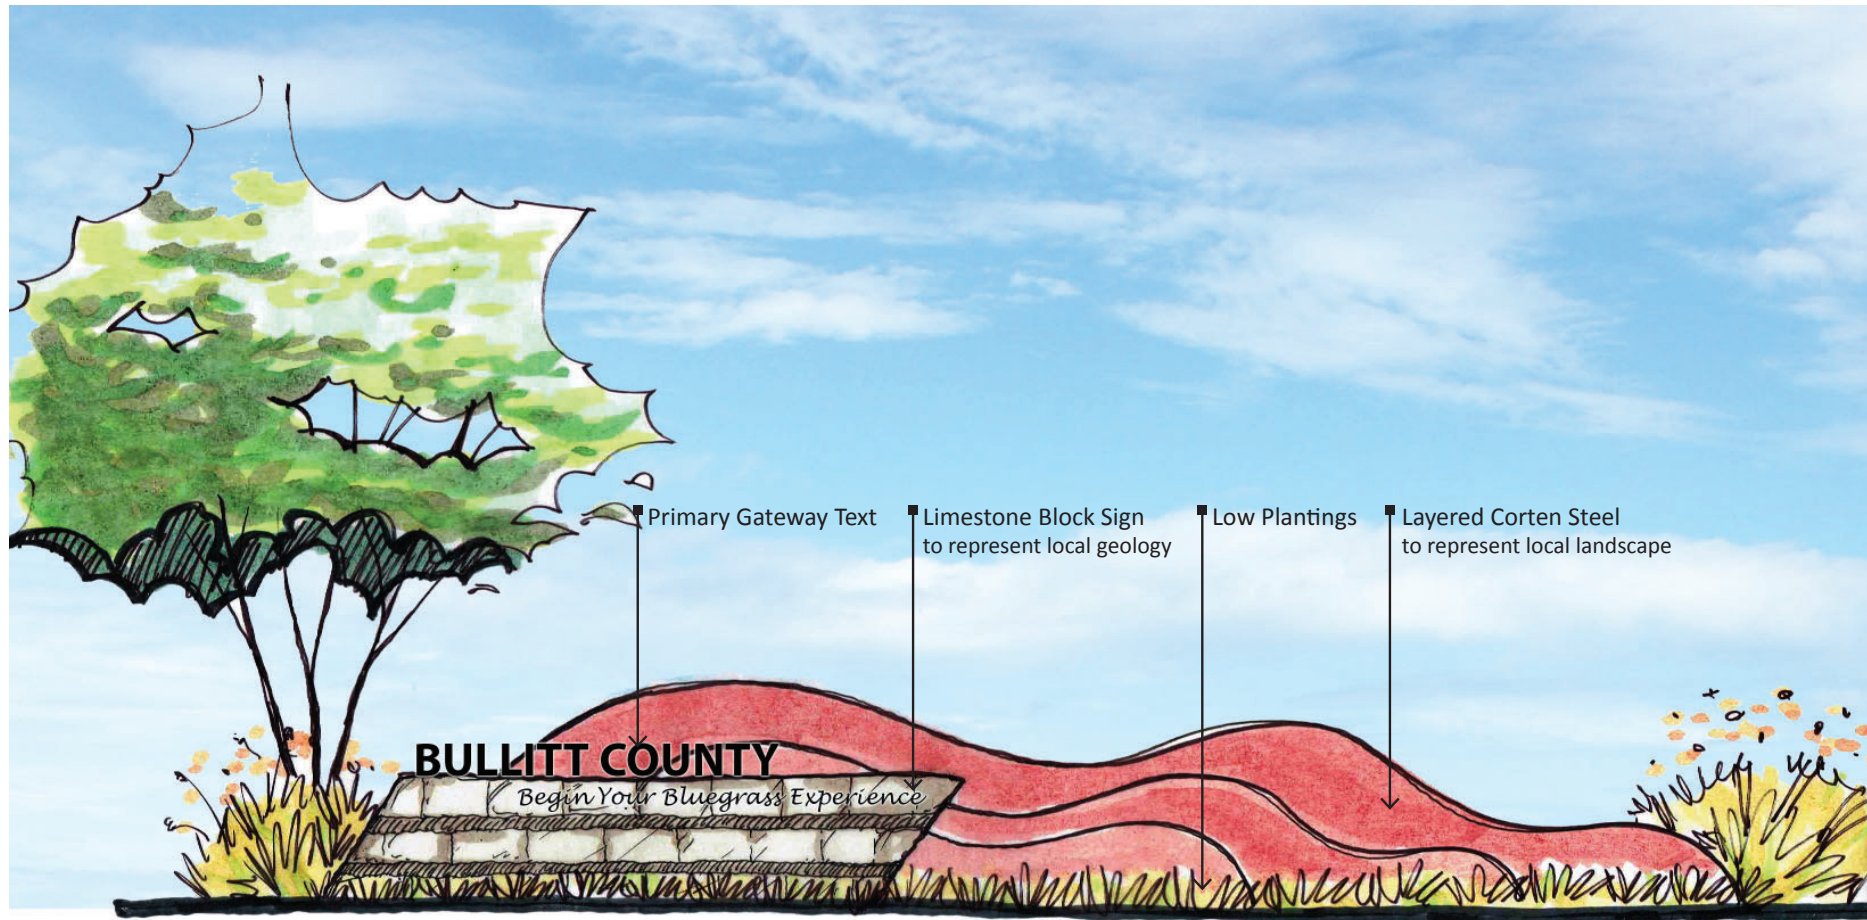 Primary Gateway Text
Limestone Block Sign
to represent local geology
Low Plantings
Layered Corten Steel
to represent local landscape
BULLITT COUNTY
Begin Your Bluegrass Experience